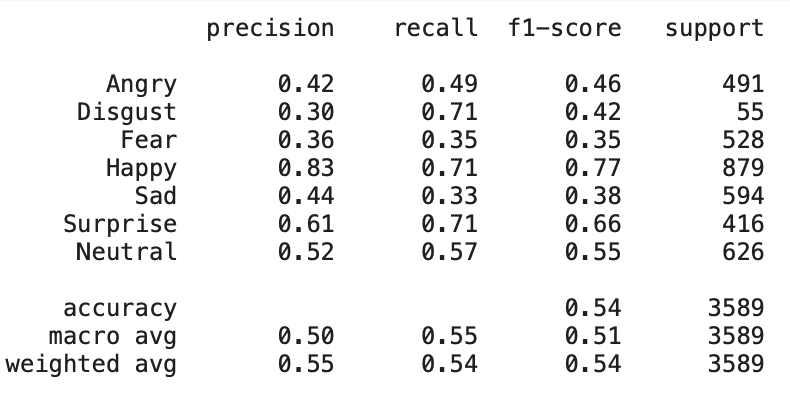 precision recall f1-score support
Angry 0.42 0.49 0.46 491
Disgust 0.30 0.71 0.42 55
Fear 0.36 0.35 0.35 528
Happy 0.83 0.71 0.77 879
Sad 0.44 0.33 0.38 594
Surprise 0.61 0.71 0.66 416
Neutral 0.52 0.57 0.55 626
accuracy 0.54 3589
macro avg 0.50 0.55 0.51 3589
weighted avg 0.55 0.54 0.54 3589